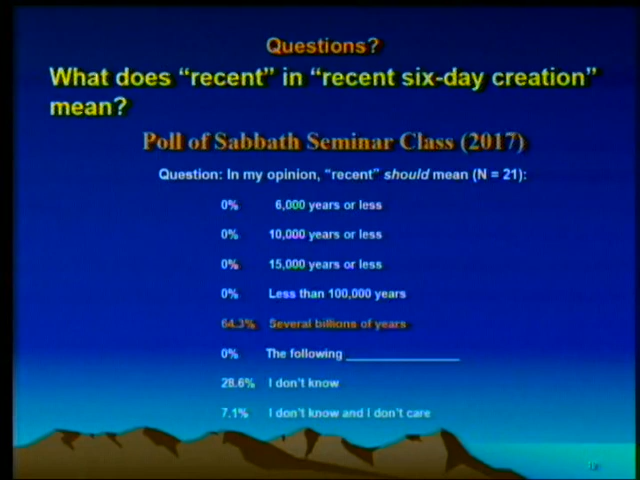 Questions?
What does “recent” in “recent six-day creation”
mean?
Poll of Sabbath Seminar Class (2017)
Question: In my opinion, “recent” should mean (N = 21):
0% 6,000 years or less
0% 10,000 years or less
0% 15,000 years or less
0% Less than 100,000 years
64.3% Several billions of years
0% The following ____________________
28.6% I don't know
7.1% I don't know and I don't care